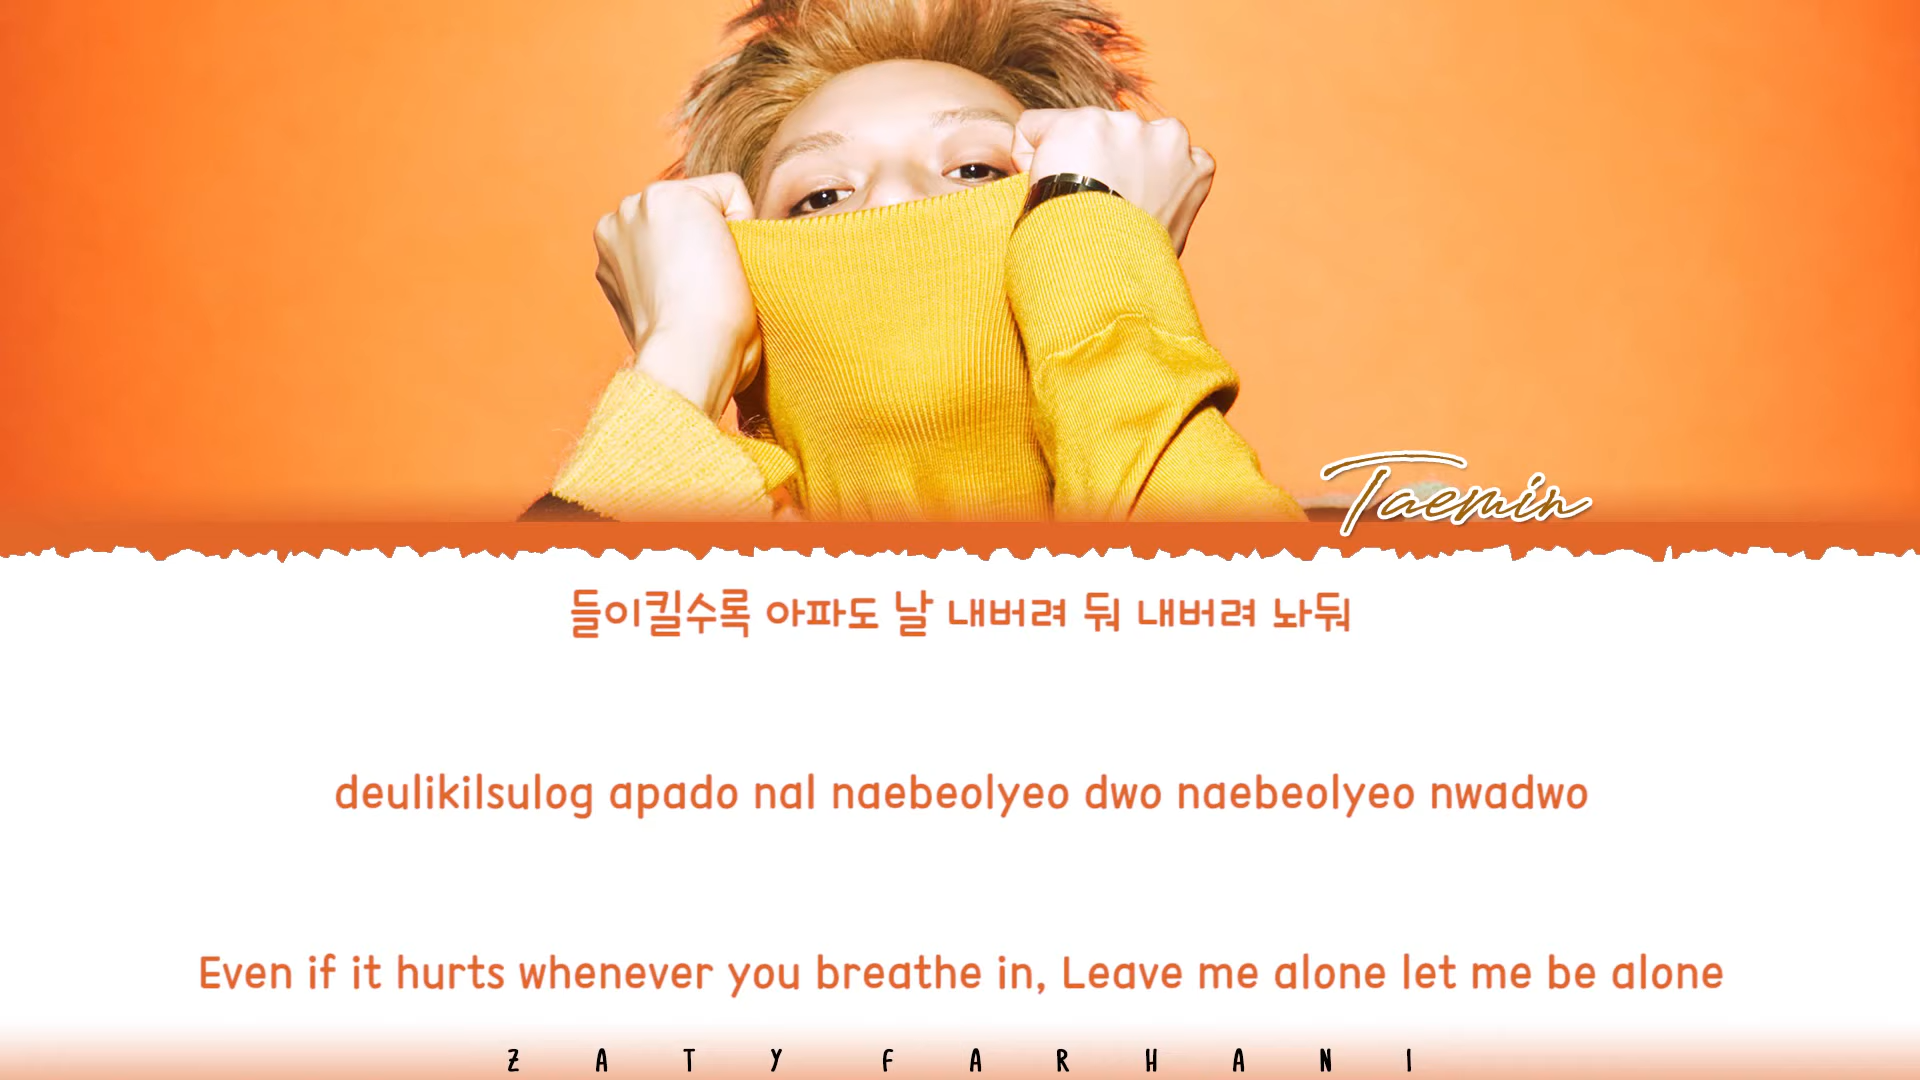 Taemin
들이킬수록 아파도 날 내버려 둬 내버려 놔둬
deulikilsulog apado nal naebeolyeo dwo naebeolyeo nwadwo
Even if it hurts whenever you breathe in, Leave me alone let me be alone
ZATY FARHANI